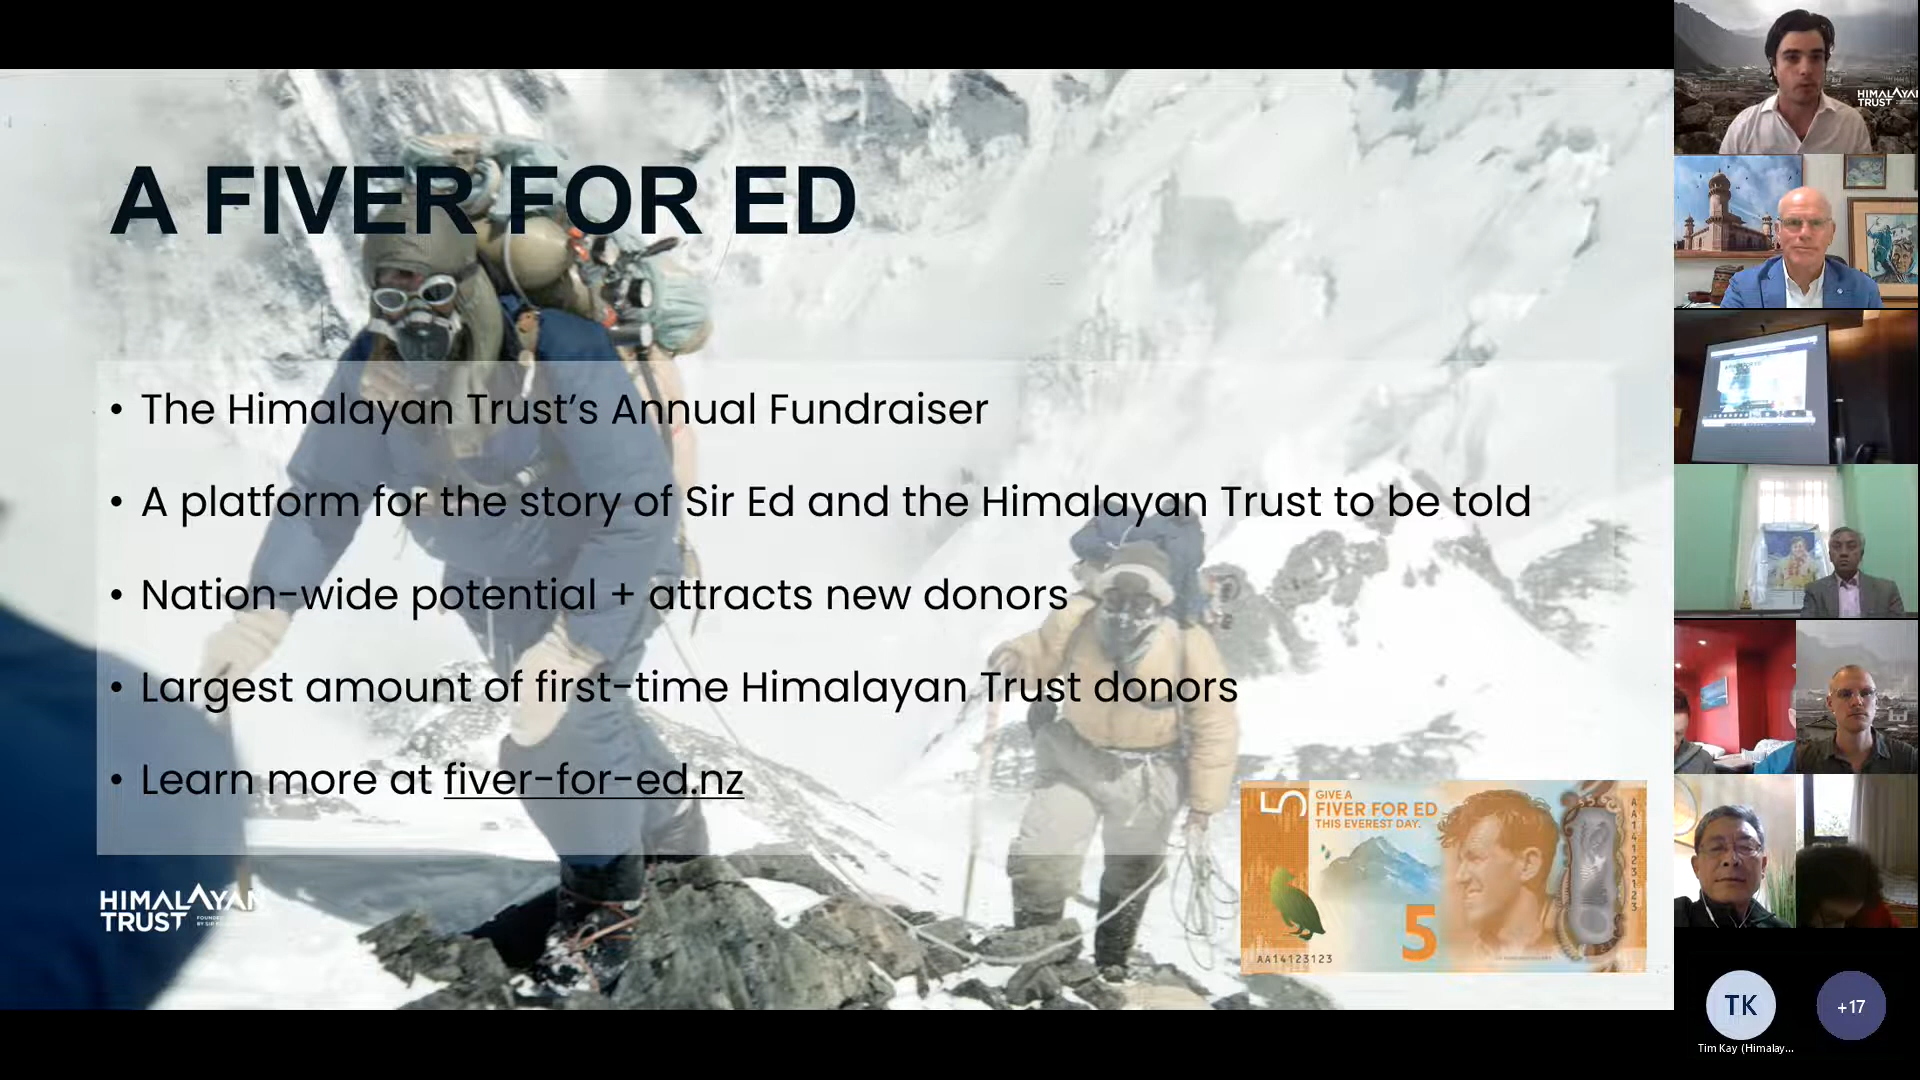 A FIVER FOR ED
• The Himalayan Trust’s Annual Fundraiser
• A platform for the story of Sir Ed and the Himalayan Trust to be told
• Nation-wide potential + attracts new donors
• Largest amount of first-time Himalayan Trust donors
• Learn more at fiver-for-ed.nz
HIMALAYAN
TRUST
5
GIVE A
FIVER FOR ED
THIS EVEREST DAY.
AA14123123
5
AA14123123
HIMALAYAN
TRUST
TK
+17
Tim Kay (Himalay...